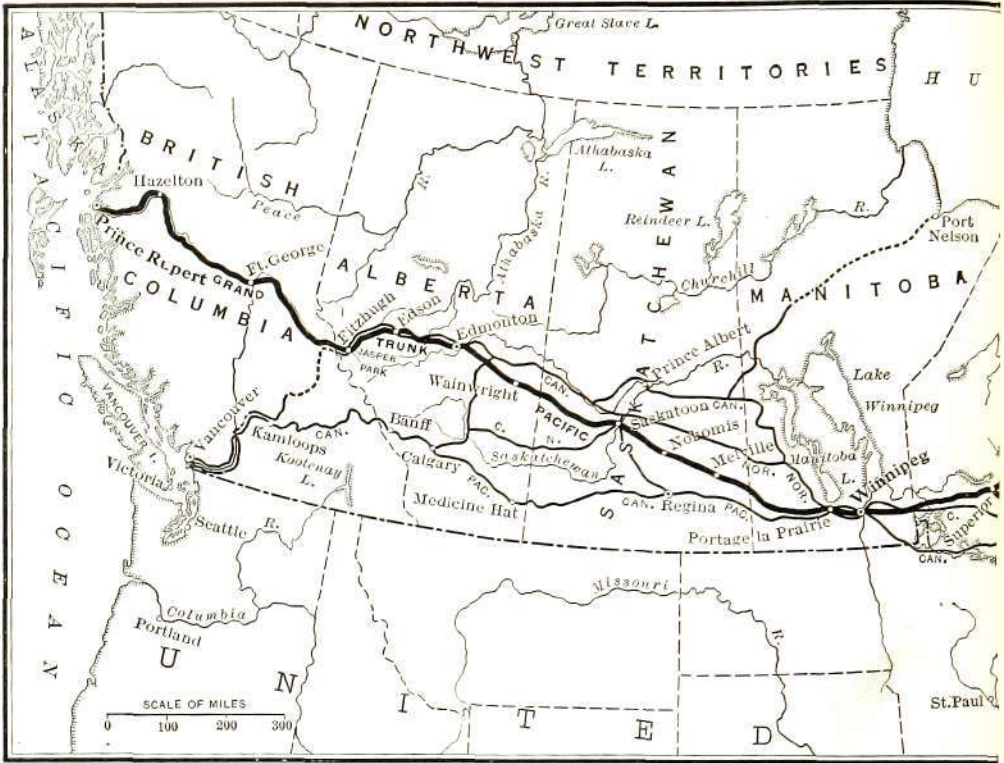 Great Slave L.
NORTHWEST TERRITORIES
HU
ALASKA
BRITISH
COLUMBIA
Hazelton
Peace
R.
Athabaska
L.
Athabaska
R.
Reindeer L.
Churchill
R.
Port
Nelson
Prince Rupert
GRAND
Ft. George
ALBERTA
SASKATCHEWAN
MANITOBA
Fitzhugh
Edson
TRUNK
Edmonton
JASPER
PARK
Prince Albert
R.
Lake
Winnipeg
Wainwright
CAN.
PACIFIC
Saskatoon
CAN.
VANCOUVER I.
Vancouver
Kamloops
CAN.
Banff
C. N.
Nokomis
Victoria
Kootenay
L.
Calgary
Saskatchewan
Melville
NOR.
NOR.
Manitoba
L.
Winnipeg
PAC.
Medicine Hat
CAN.
Regina
PAC.
Portage la Prairie
Seattle
R.
C.
Superior
CAN.
PACIFIC OCEAN
Columbia
Portland
Missouri
R.
UNITED
SCALE OF MILES
0 100 200 300
St. Paul